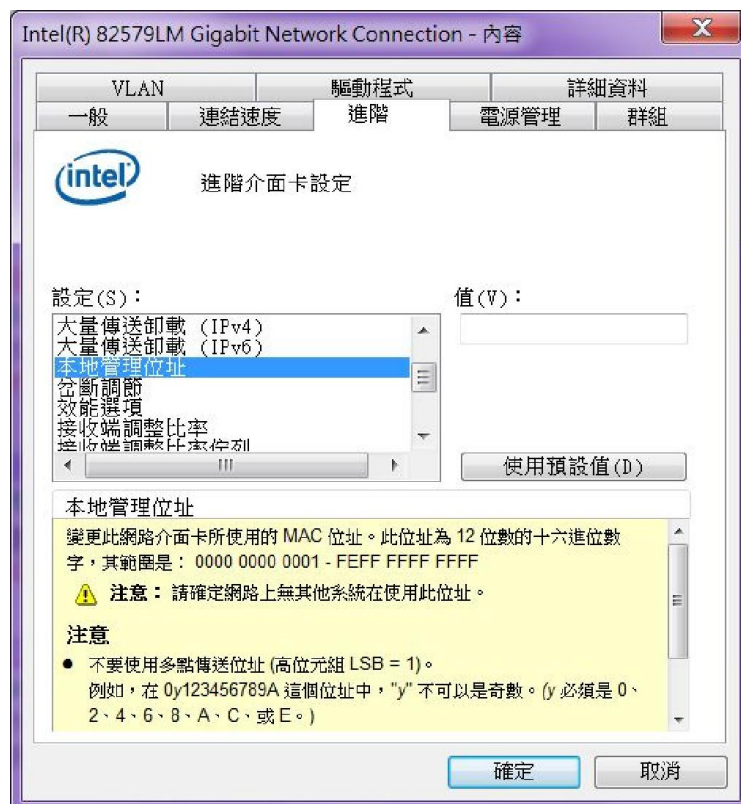 Intel(R) 82579LM Gigabit Network Connection - 內容
X
VLAN
驅動程式
詳細資料
一般
連結速度
進階
電源管理
群組
intel
進階介面卡設定
設定(S)：
值(V)：
大量傳送卸載 (IPv4)
大量傳送卸載 (IPv6)
本地管理位址
岔斷調節
效能選項
接收端調整比率
接收端調整比率佇列
使用預設值(D)
本地管理位址
變更此網路介面卡所使用的 MAC 位址。此位址為 12 位數的十六進位數
字，其範圍是： 0000 0000 0001 - FEFF FFFF FFFF
注意： 請確定網路上無其他系統在使用此位址。
注意
● 不要使用多點傳送位址 (高位元組 LSB = 1)。
例如，在 0y123456789A 這個位址中，"y" 不可以是奇數。(y 必須是 0、
2、4、6、8、A、C、或 E。)
確定
取消